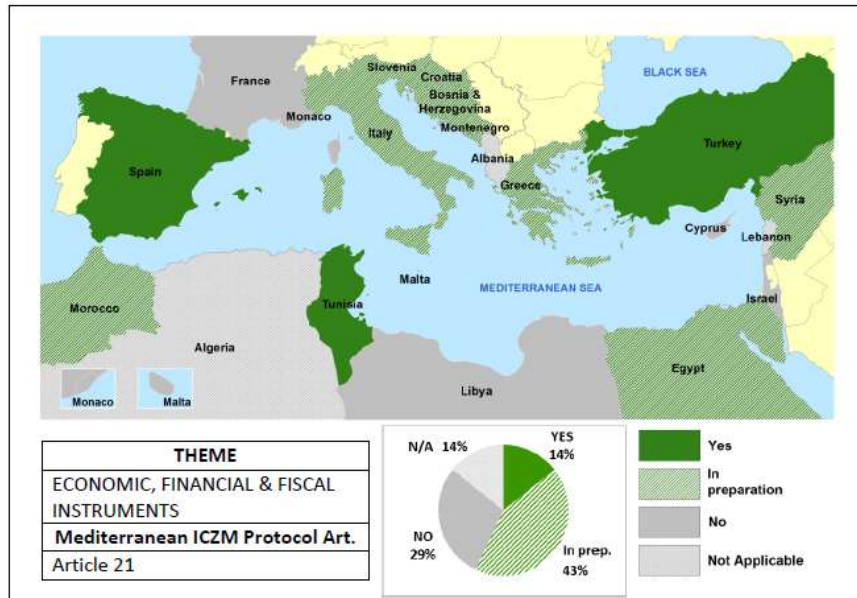 France
Slovenia
Croatia
Bosnia &
Herzegovina
BLACK SEA
Monaco
Italy
Montenegro
Albania
Spain
Turkey
Greece
Syria
Cyprus
Lebanon
Malta
MEDITERRANEAN SEA
Israel
Morocco
Tunisia
Algeria
Egypt
Libya
Monaco
Malta
THEME
ECONOMIC, FINANCIAL & FISCAL
INSTRUMENTS
Mediterranean ICZM Protocol Art.
Article 21
N/A 14%
YES
14%
NO
29%
In prep.
43%
Yes
In
preparation
No
Not Applicable